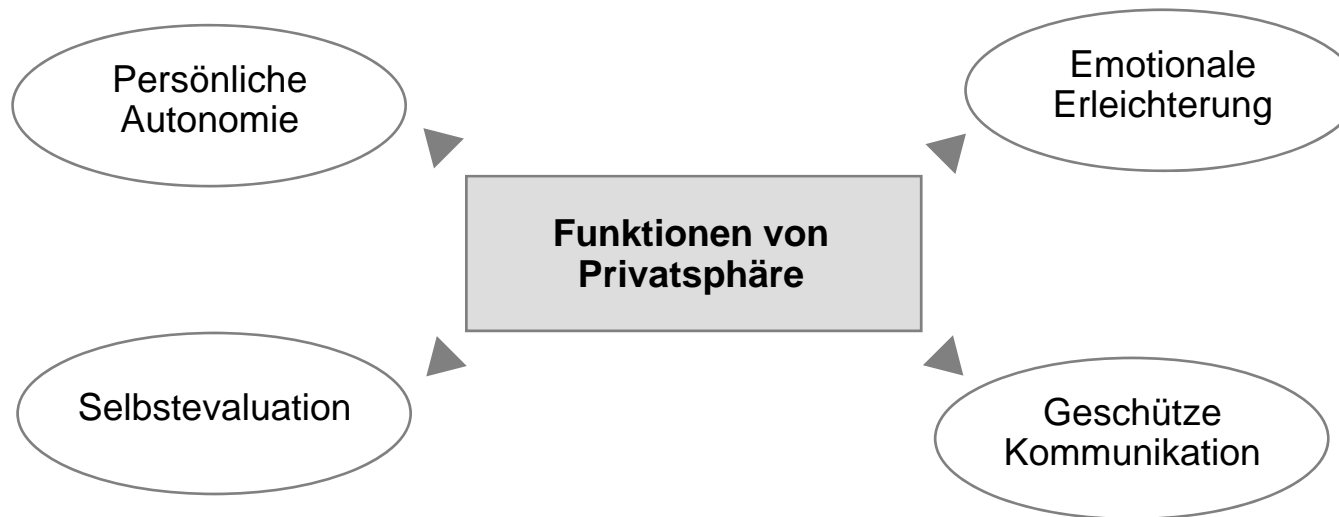 Persönliche
Autonomie
Emotionale
Erleichterung
Funktionen von
Privatsphäre
Selbstevaluation
Geschütze
Kommunikation